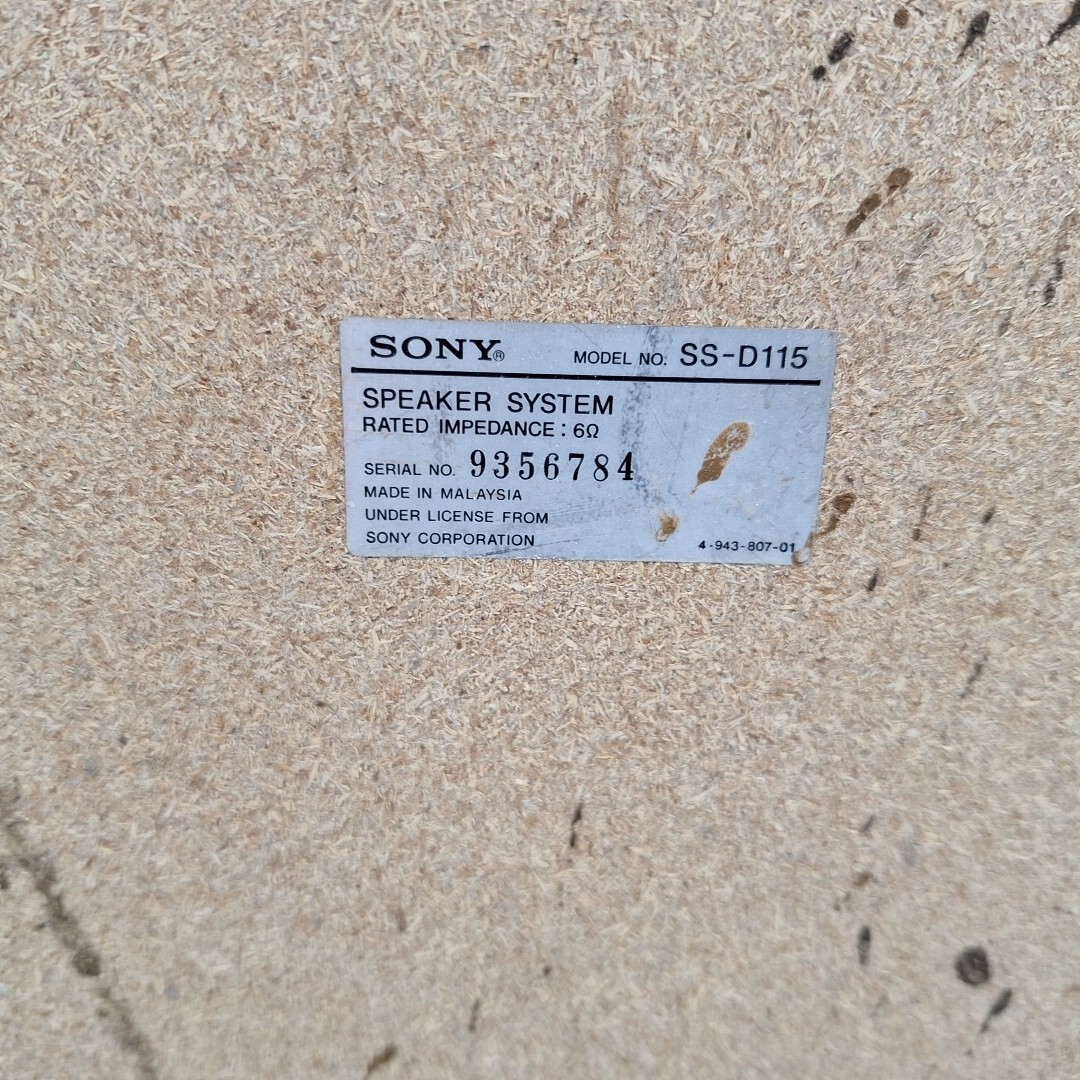 SONY® MODEL NO. SS-D115
SPEAKER SYSTEM
RATED IMPEDANCE : 6Ω
SERIAL NO. 9356784
MADE IN MALAYSIA
UNDER LICENSE FROM
SONY CORPORATION 4-943-807-01